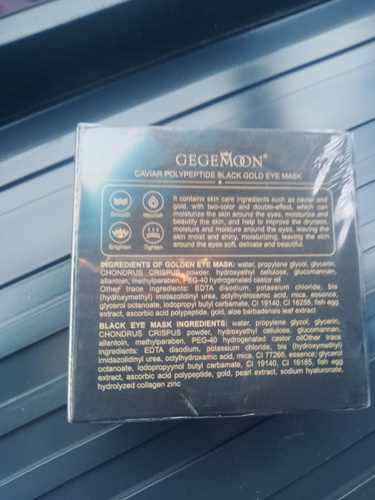 GEGEMOON®
CAVIAR POLYPEPTIDE BLACK GOLD EYE MASK
Smooth
Nourish
Brighten
Tighten
It contains skin care ingredients such as caviar and
gold, with two-color and double-effect, which can
moisturize the skin around the eyes, moisturize and
beautify the skin, and help to improve the dryness,
moisture and moisture around the eyes, leaving the
skin moist and shiny, moisturizing, leaving the skin
around the eyes soft, delicate and beautiful.
INGREDIENTS OF GOLDEN EYE MASK: water, propylene glycol, glycerin,
CHONDRUS CRISPUS powder, hydroxyethyl cellulose, glucomannan,
allantoin, methylparaben, PEG-40 hydrogenated castor oil
Other trace ingredients: EDTA disodium, potassium chloride, bis
(hydroxymethyl) imidazolidinyl urea, octylhydroxamic acid, mica, essence,
glycerol octanoate, iodopropyl butyl carbamate, CI 19140, CI 16255, fish egg
extract, ascorbic acid polypeptide, gold, aloe barbadensis leaf extract
BLACK EYE MASK INGREDIENTS: water, propylene glycol, glycerin,
CHONDRUS CRISPUS powder, hydroxyethyl cellulose, glucomannan,
allantoin, methylparaben, PEG-40 hydrogenated castor oilOther trace
ingredients: EDTA disodium, potassium chloride, bis (hydroxymethyl)
imidazolidinyl urea, octylhydroxamic acid, mica, CI 77266, essence, glycerol
octanoate, iodopropynyl butyl carbamate, CI 19140, CI 16185, fish egg
extract, ascorbic acid polypeptide, gold, pearl extract, sodium hyaluronate,
hydrolyzed collagen zinc